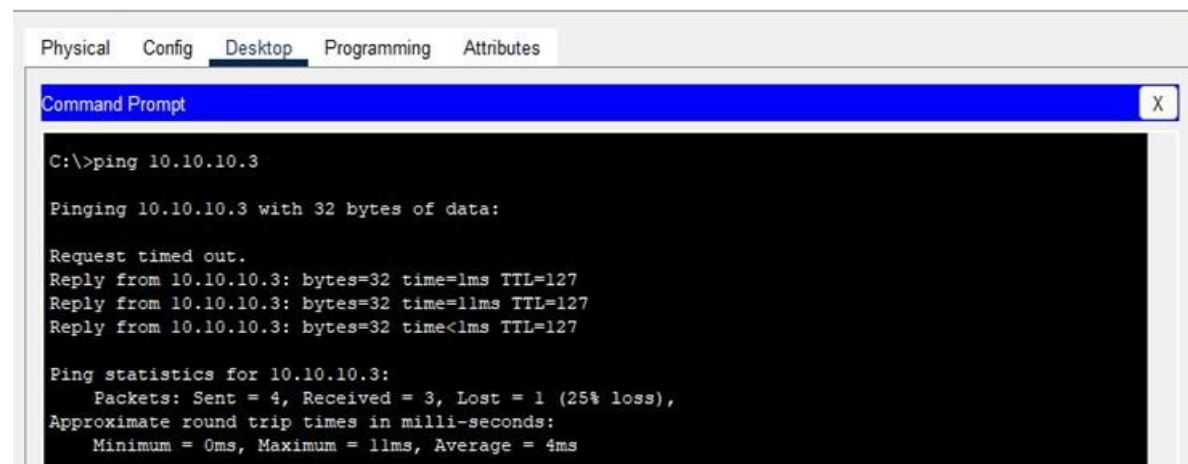 Physical Config Desktop Programming Attributes
Command Prompt X
C:\>ping 10.10.10.3
Pinging 10.10.10.3 with 32 bytes of data:
Request timed out.
Reply from 10.10.10.3: bytes=32 time=1ms TTL=127
Reply from 10.10.10.3: bytes=32 time=11ms TTL=127
Reply from 10.10.10.3: bytes=32 time<1ms TTL=127
Ping statistics for 10.10.10.3:
Packets: Sent = 4, Received = 3, Lost = 1 (25% loss),
Approximate round trip times in milli-seconds:
Minimum = 0ms, Maximum = 11ms, Average = 4ms